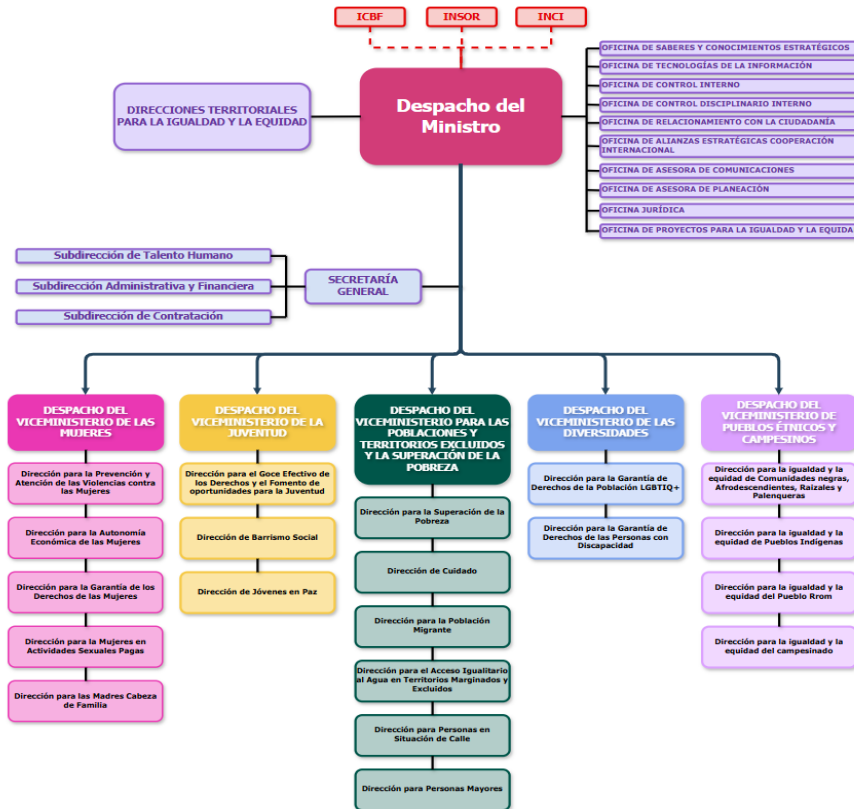 ICBF
INSOR
INCI
DIRECCIONES TERRITORIALES
PARA LA IGUALDAD Y LA EQUIDAD
Despacho del
Ministro
OFICINA DE SABERES Y CONOCIMIENTOS ESTRATÉGICOS
OFICINA DE TECNOLOGÍAS DE LA INFORMACIÓN
OFICINA DE CONTROL INTERNO
OFICINA DE CONTROL DISCIPLINARIO INTERNO
OFICINA DE RELACIONAMIENTO CON LA CIUDADANÍA
OFICINA DE ALIANZAS ESTRATÉGICAS COOPERACIÓN
INTERNACIONAL
OFICINA DE ASESORA DE COMUNICACIONES
OFICINA DE ASESORA DE PLANEACIÓN
OFICINA JURÍDICA
OFICINA DE PROYECTOS PARA LA IGUALDAD Y LA EQUIDA
Subdirección de Talento Humano
Subdirección Administrativa y Financiera
Subdirección de Contratación
SECRETARÍA
GENERAL
DESPACHO DEL
VICEMINISTERIO DE LAS
MUJERES
Dirección para la Prevención y
Atención de las Violencias contra
las Mujeres
Dirección para la Autonomía
Económica de las Mujeres
Dirección para la Garantía de los
Derechos de las Mujeres
Dirección para la Mujeres en
Actividades Sexuales Pagas
Dirección para las Madres Cabeza
de Familia
DESPACHO DEL
VICEMINISTERIO DE LA
JUVENTUD
Dirección para el Goce Efectivo de
los Derechos y el Fomento de
oportunidades para la Juventud
Dirección de Barrismo Social
Dirección de Jóvenes en Paz
DESPACHO DEL
VICEMINISTERIO PARA LAS
POBLACIONES Y
TERRITORIOS EXCLUIDOS
Y LA SUPERACIÓN DE LA
POBREZA
Dirección para la Superación de la
Pobreza
Dirección de Cuidado
Dirección para la Población
Migrante
Dirección para el Acceso Igualitario
al Agua en Territorios Marginados y
Excluidos
Dirección para Personas en
Situación de Calle
Dirección para Personas Mayores
DESPACHO DEL
VICEMINISTERIO DE LAS
DIVERSIDADES
Dirección para la Garantía de
Derechos de la Población LGBTIQ+
Dirección para la Garantía de
Derechos de las Personas con
Discapacidad
DESPACHO DEL
VICEMINISTERIO DE
PUEBLOS ÉTNICOS Y
CAMPESINOS
Dirección para la igualdad y la
equidad de Comunidades negras,
Afrodescendientes, Raizales y
Palenqueras
Dirección para la igualdad y la
equidad de Pueblos Indígenas
Dirección para la igualdad y la
equidad del Pueblo Rrom
Dirección para la igualdad y la
equidad del campesinado